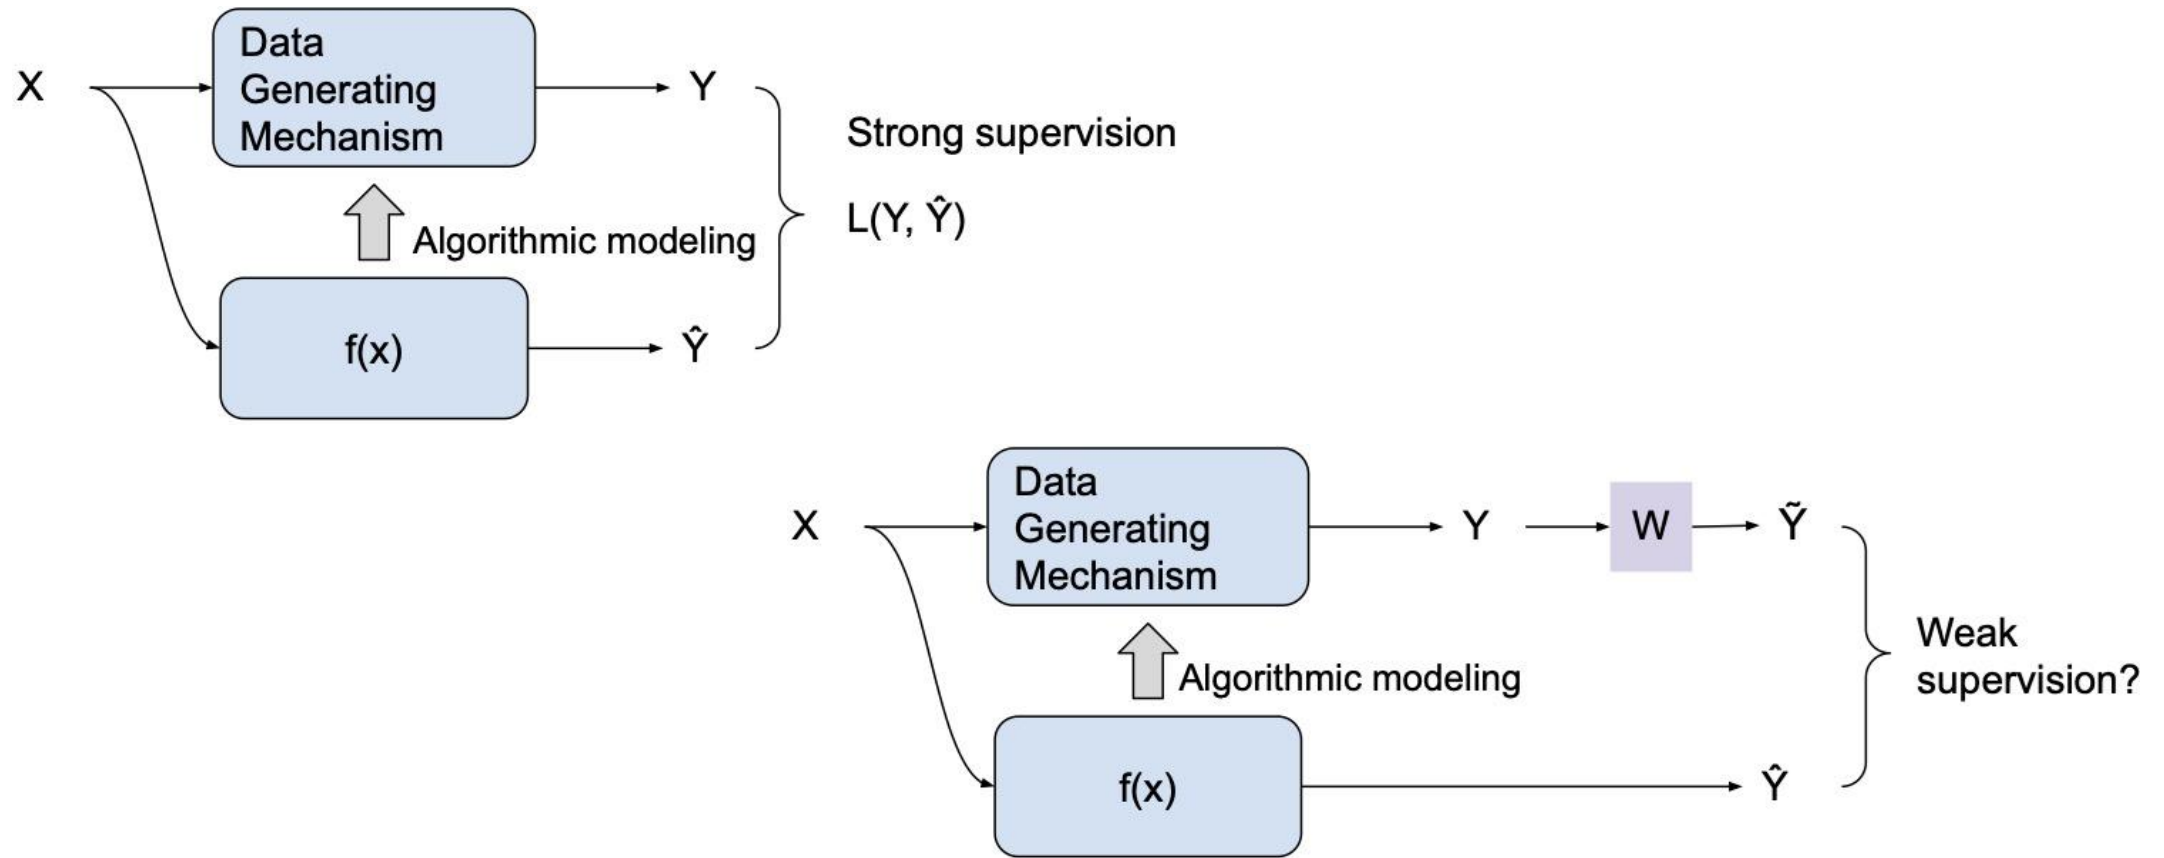 X
Data
Generating
Mechanism
Y
Strong supervision
L(Y, Ŷ)
Algorithmic modeling
f(x)
Ŷ
X
Data
Generating
Mechanism
Y
W
Ỹ
Weak
supervision?
Algorithmic modeling
f(x)
Ŷ